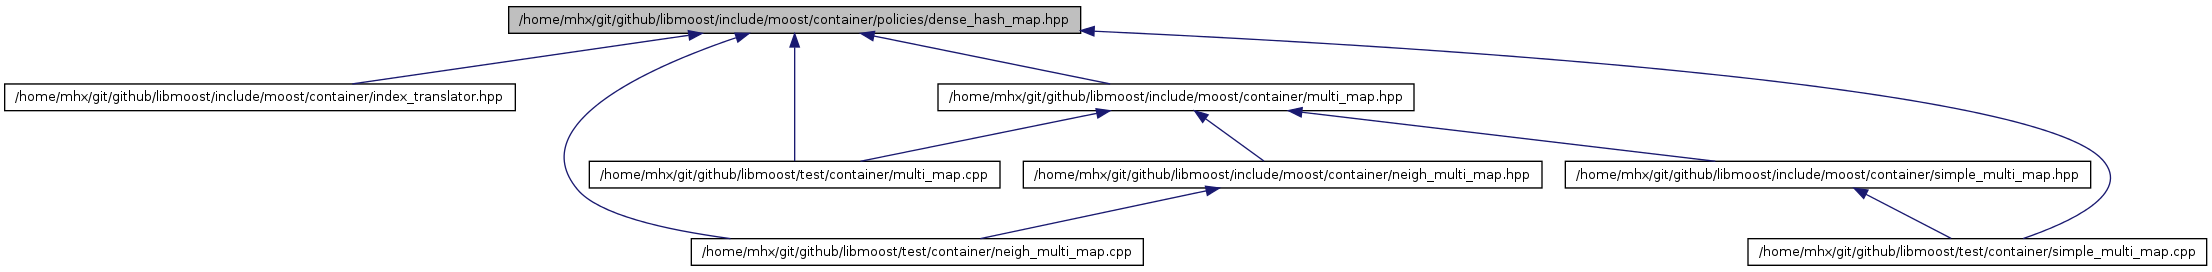 /home/mhx/git/github/libmoost/include/moost/container/policies/dense_hash_map.hpp
/home/mhx/git/github/libmoost/include/moost/container/index_translator.hpp
/home/mhx/git/github/libmoost/include/moost/container/multi_map.hpp
/home/mhx/git/github/libmoost/test/container/multi_map.cpp
/home/mhx/git/github/libmoost/include/moost/container/neigh_multi_map.hpp
/home/mhx/git/github/libmoost/include/moost/container/simple_multi_map.hpp
/home/mhx/git/github/libmoost/test/container/neigh_multi_map.cpp
/home/mhx/git/github/libmoost/test/container/simple_multi_map.cpp